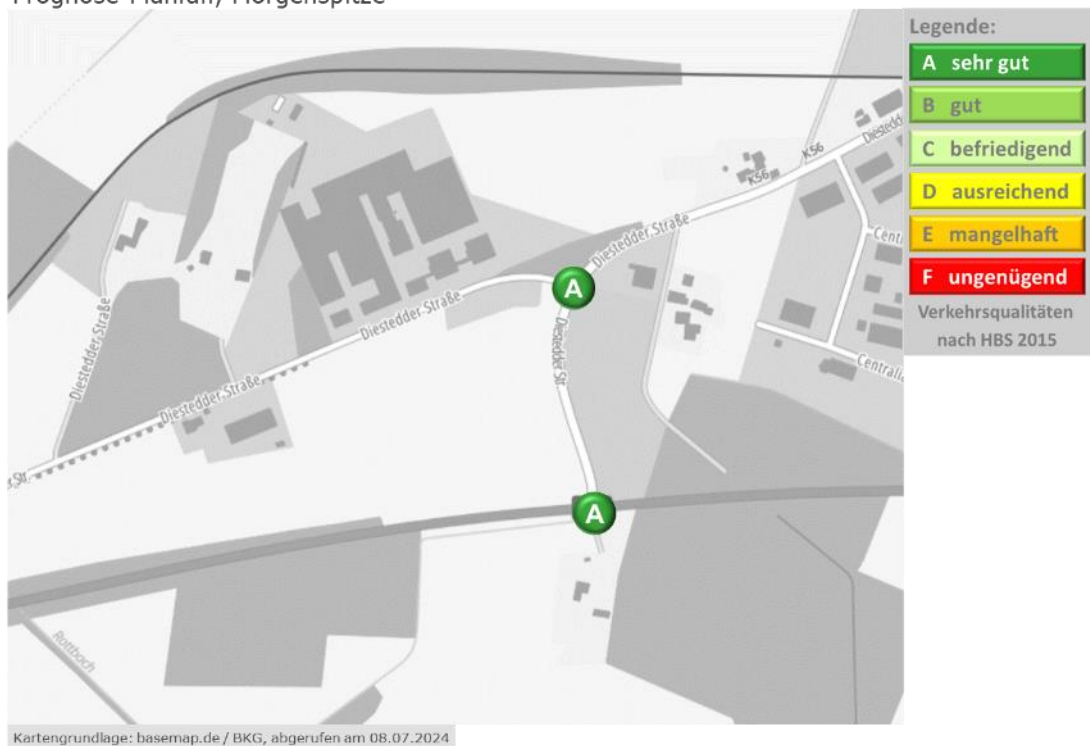 Prognose-Planfall, Morgenspitze
Legende:
A sehr gut
B gut
C befriedigend
D ausreichend
E mangelhaft
F ungenügend
Verkehrsqualitäten
nach HBS 2015
K56
K56
Diestedder Straße
A
Diestedder Straße
Diestedder Str.
Diestedder Straße
Diestedder Straße
A
Rottbach
Kartengrundlage: basemap.de / BKG, abgerufen am 08.07.2024